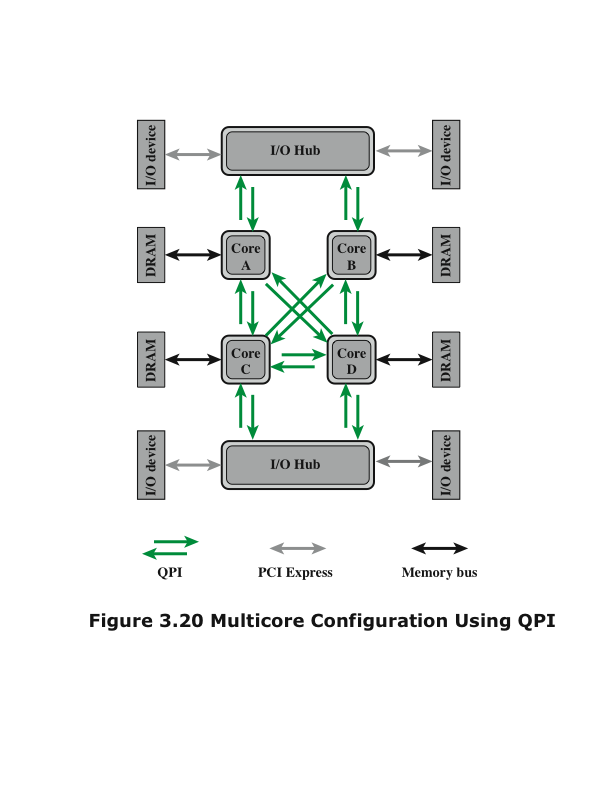 I/O device
I/O Hub
I/O device
DRAM
Core
A
Core
B
DRAM
DRAM
Core
C
Core
D
DRAM
I/O device
I/O Hub
I/O device
QPI
PCI Express
Memory bus
Figure 3.20 Multicore Configuration Using QPI